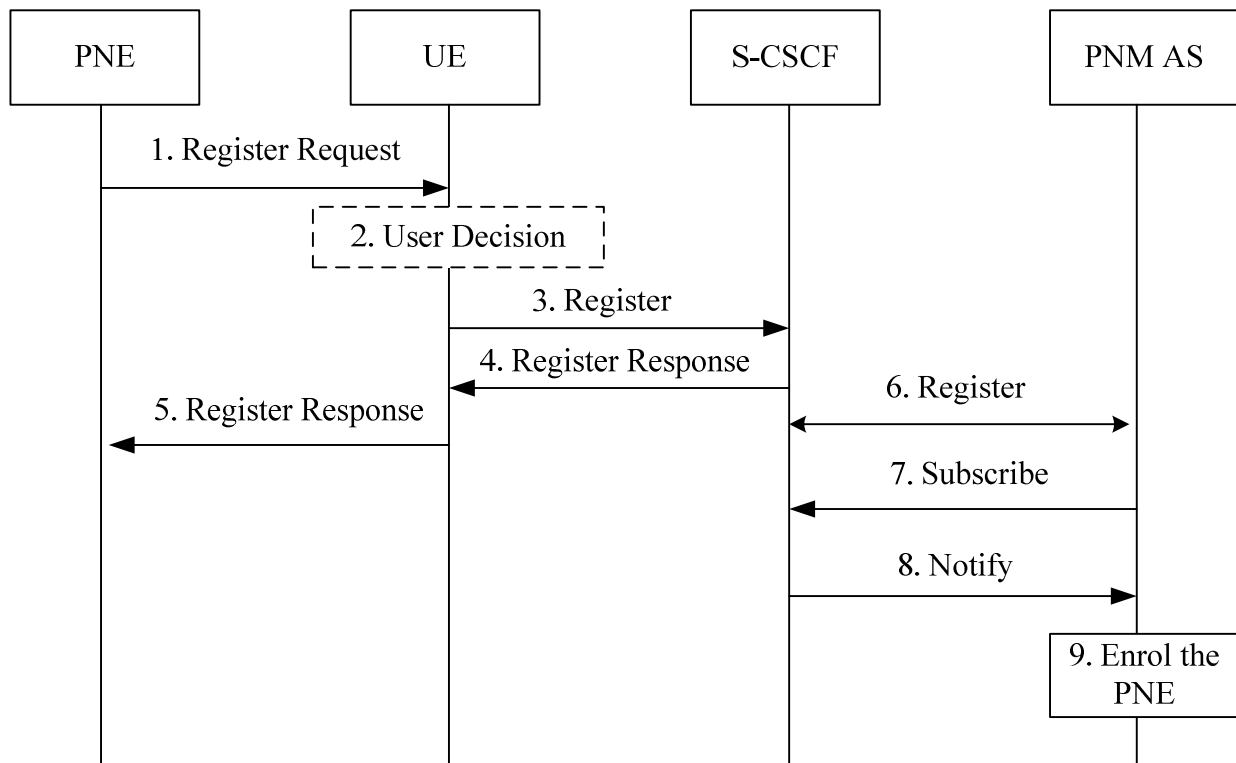 PNE
UE
S-CSCF
PNM AS
1. Register Request
2. User Decision
3. Register
4. Register Response
5. Register Response
6. Register
7. Subscribe
8. Notify
9. Enrol the
PNE